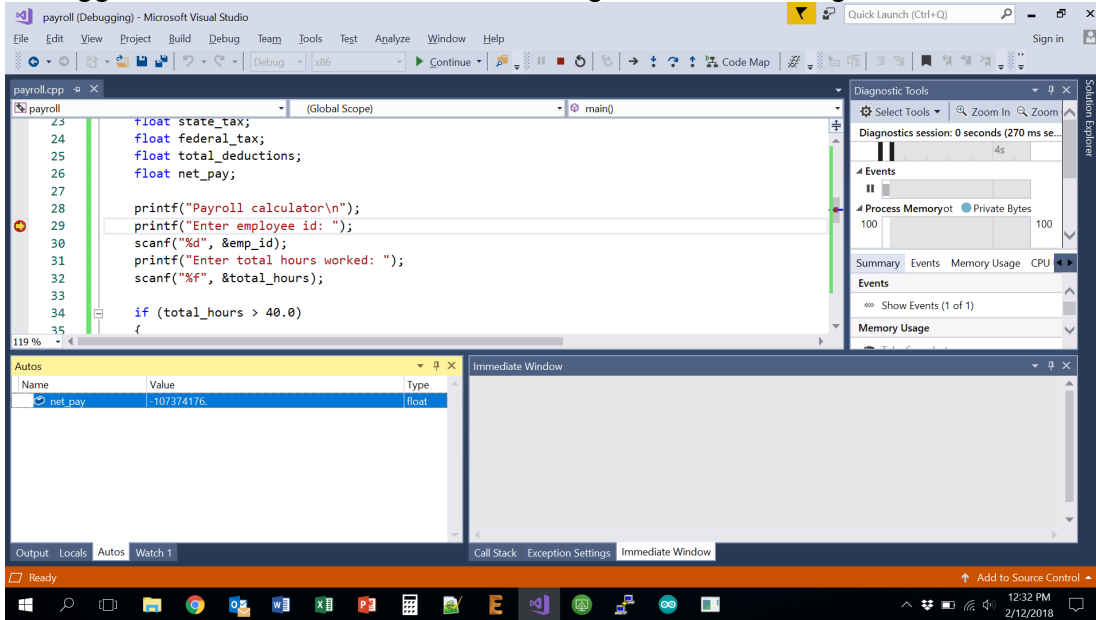 payroll (Debugging) - Microsoft Visual Studio
Quick Launch (Ctrl+Q)
File Edit View Project Build Debug Team Tools Test Analyze Window Help
Sign in
Debug x86 Continue Code Map
payroll.cpp
payroll (Global Scope) main()
23 float state_tax;
24 float federal_tax;
25 float total_deductions;
26 float net_pay;
27
28 printf("Payroll calculator\n");
29 printf("Enter employee id: ");
30 scanf("%d", &emp_id);
31 printf("Enter total hours worked: ");
32 scanf("%f", &total_hours);
33
34 if (total_hours > 40.0)
35 {
119 %
Diagnostic Tools
Select Tools Zoom In Zoom
Diagnostics session: 0 seconds (270 ms se...
4s
Events
Process Memoryot Private Bytes
100 100
Summary Events Memory Usage CPU
Events
Show Events (1 of 1)
Memory Usage
Solution Explorer
Autos
Name Value Type
net_pay -107374176. float
Output Locals Autos Watch 1
Immediate Window
Call Stack Exception Settings Immediate Window
Ready
Add to Source Control
12:32 PM
2/12/2018